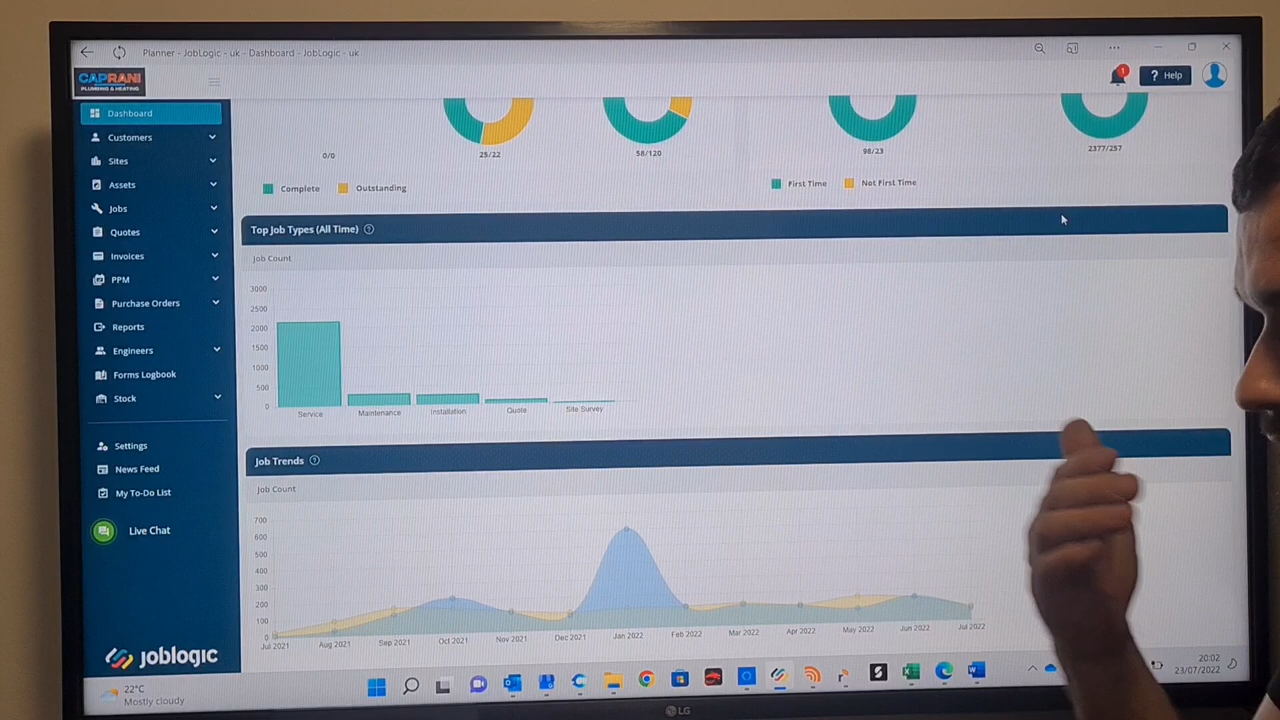 Planner - JobLogic - uk - Dashboard - JobLogic - uk
CAPRANI
PLUMBING & HEATING
1
? Help
Dashboard
Customers
Sites
Assets
Jobs
Quotes
Invoices
PPM
Purchase Orders
Reports
Engineers
Forms Logbook
Stock
Settings
News Feed
My To-Do List
Live Chat
joblogic
0/0
25/22
58/120
98/23
2377/257
Complete
Outstanding
First Time
Not First Time
Top Job Types (All Time) ?
Job Count
3000
2500
2000
1500
1000
500
0
Service
Maintenance
Installation
Quote
Site Survey
Job Trends ?
Job Count
700
600
500
400
300
200
100
0
Jul 2021
Aug 2021
Sep 2021
Oct 2021
Nov 2021
Dec 2021
Jan 2022
Feb 2022
Mar 2022
Apr 2022
May 2022
Jun 2022
Jul 2022
22°C
Mostly cloudy
20:02
23/07/2022
LG